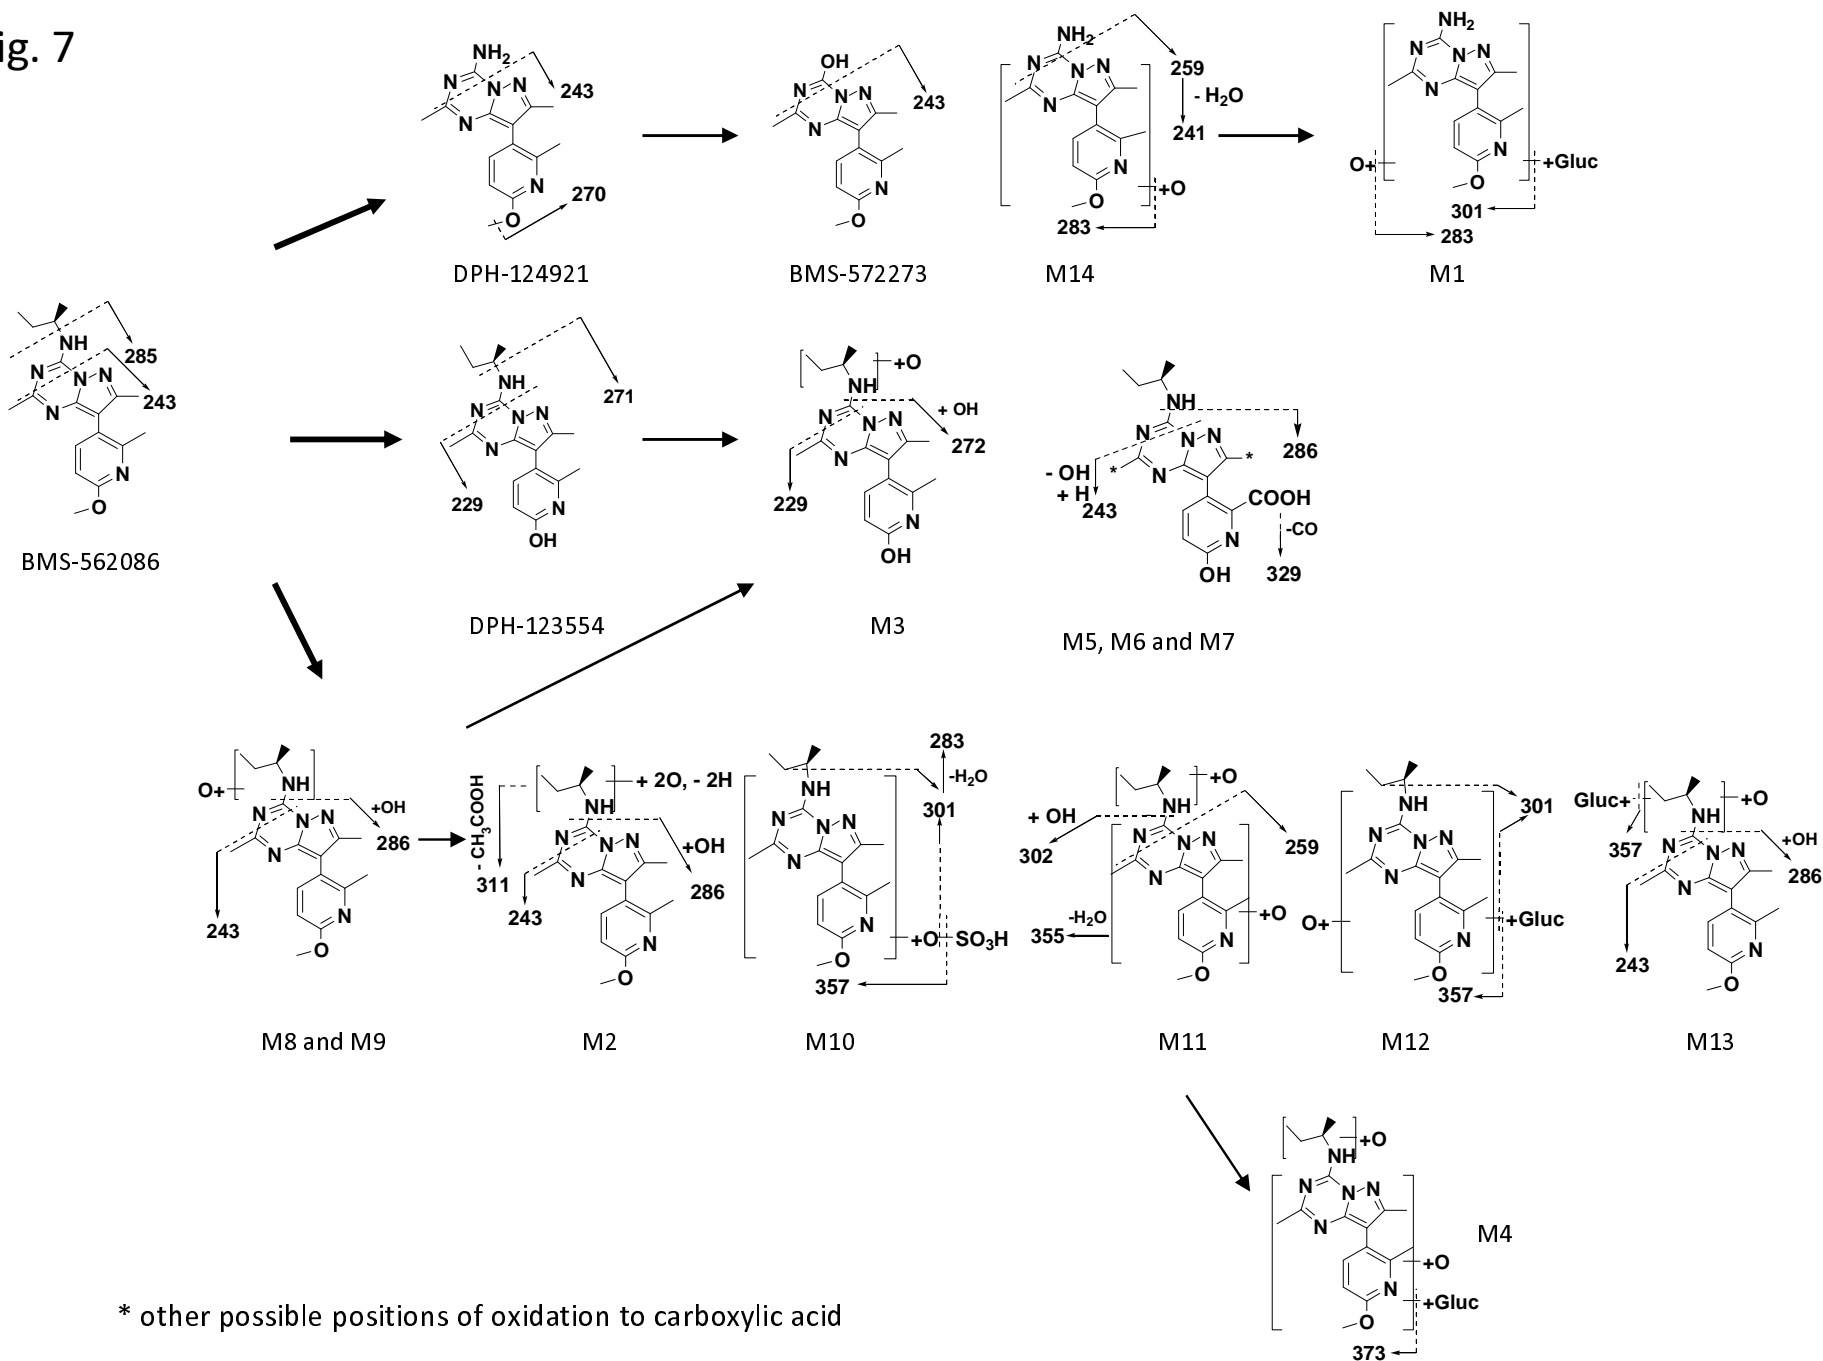 ig. 7
NH2
N
N
N
N
N
O
243
270
DPH-124921
OH
N
N
N
N
N
O
243
BMS-572273
NH2
N
N
N
N
N
O
+O
259
- H2O
241
283
M14
NH2
N
N
N
N
N
O
O+
+Gluc
301
283
M1
NH
N
N
N
N
N
O
285
243
BMS-562086
NH
N
N
N
N
N
OH
271
229
DPH-123554
+O
NH
N
N
N
N
N
OH
+ OH
272
229
M3
NH
N
N
N
N
*
*
COOH
N
OH
286
- OH
+ H
243
-CO
329
M5, M6 and M7
O+
NH
N
N
N
N
N
O
+OH
286
243
M8 and M9
- CH3COOH
311
+ 2O, - 2H
NH
N
N
N
N
N
O
+OH
286
243
M2
NH
N
N
N
N
N
O
283
-H2O
301
+O
SO3H
357
M10
+O
NH
N
N
N
N
N
O
+ OH
302
259
-H2O
355
+O
M11
NH
N
N
N
N
N
O
301
O+
+Gluc
357
M12
Gluc+
+O
357
NH
N
N
N
N
N
O
+OH
286
243
M13
+O
NH
N
N
N
N
N
O
M4
+O
+Gluc
373
* other possible positions of oxidation to carboxylic acid